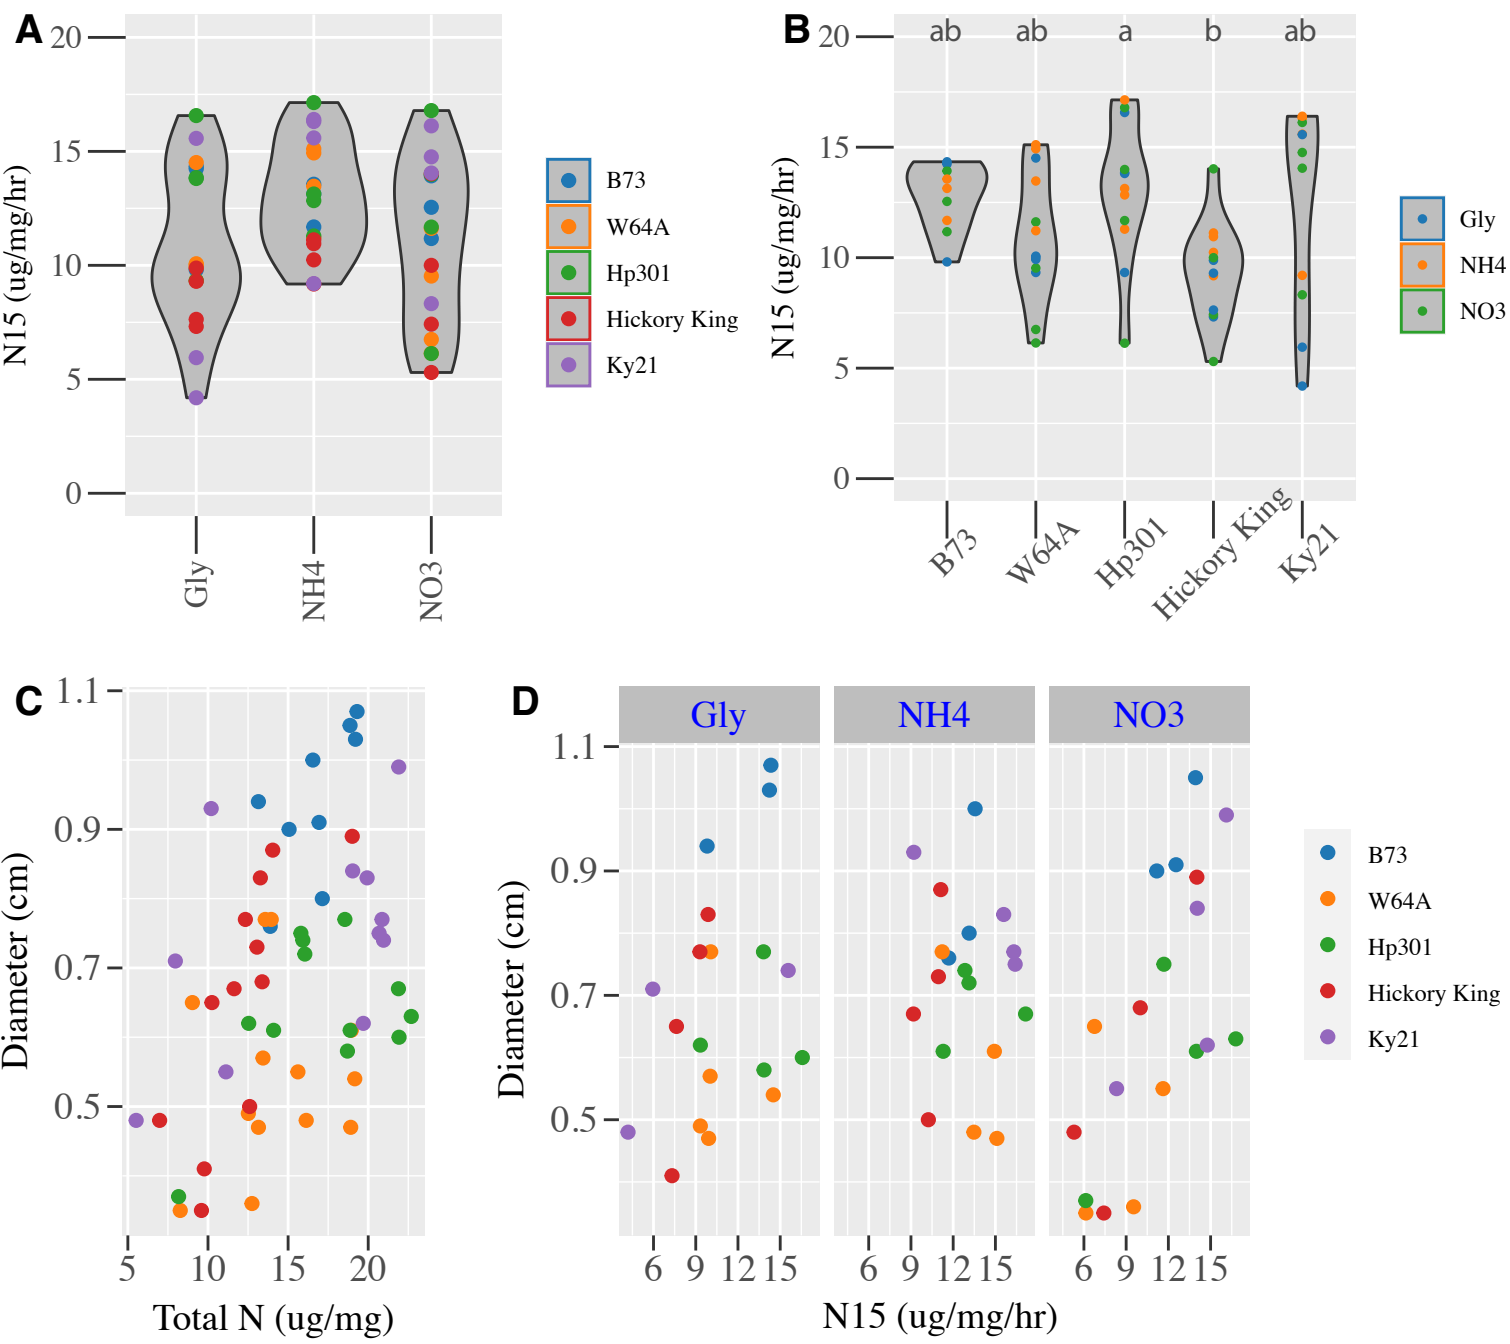 A
N15 (ug/mg/hr)
20
15
10
5
0
Gly
NH4
NO3
B73
W64A
Hp301
Hickory King
Ky21
B
N15 (ug/mg/hr)
20
15
10
5
0
ab
ab
a
b
ab
B73
W64A
Hp301
Hickory King
Ky21
Gly
NH4
NO3
C
Diameter (cm)
1.1
0.9
0.7
0.5
5
10
15
20
Total N (ug/mg)
D
Gly
NH4
NO3
Diameter (cm)
1.1
0.9
0.7
0.5
6 9 12 15
6 9 12 15
6 9 12 15
N15 (ug/mg/hr)
B73
W64A
Hp301
Hickory King
Ky21